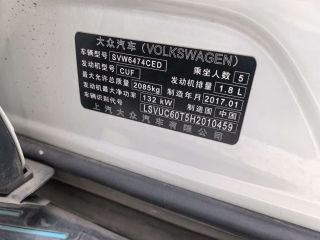 大众汽车 (VOLKSWAGEN)
车辆型号 SVW6474CED 乘坐人数 5
发动机型号 CUF 发动机排量 1.8 L
最大允许总质量 2085kg 制造年月 2017.01
发动机最大净功率 132 kW 制造国 中国
车辆识别代号 LSVUC60T5H2010459
上汽大众汽车有限公司